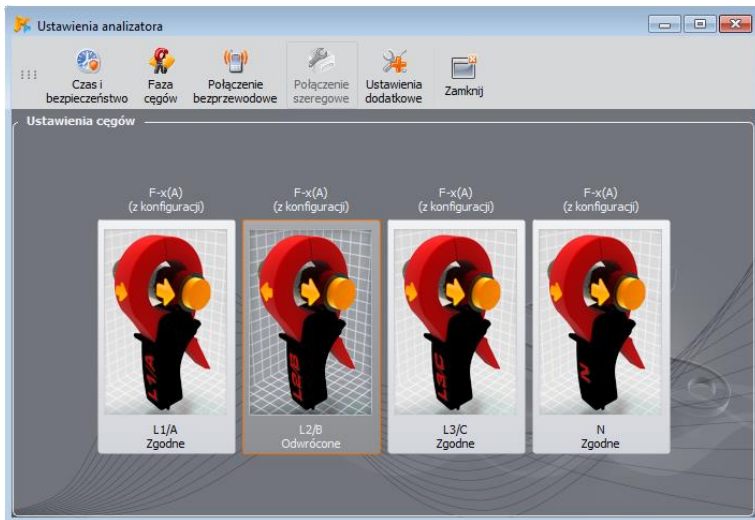 Ustawienia analizatora
Czas i
bezpieczeństwo
Faza
cęgów
Połączenie
bezprzewodowe
Połączenie
szeregowe
Ustawienia
dodatkowe
Zamknij
Ustawienia cęgów
F-x(A)
(z konfiguracji)
F-x(A)
(z konfiguracji)
F-x(A)
(z konfiguracji)
F-x(A)
(z konfiguracji)
L1/A
L2/B
L3/C
N
L1/A
Zgodne
L2/B
Odwrócone
L3/C
Zgodne
N
Zgodne